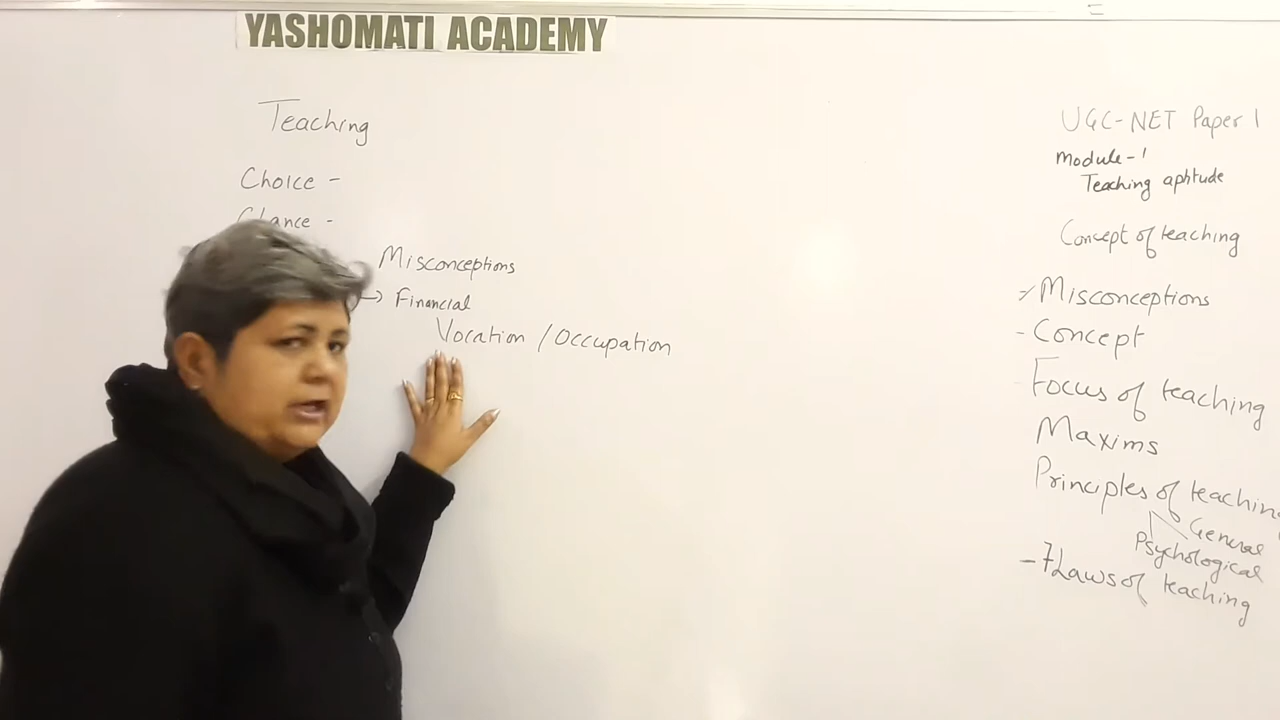 YASHOMATI ACADEMY
Teaching
Choice -
Chance -
Misconceptions
→ Financial
Vocation / Occupation
UGC-NET Paper 1
Module-1
Teaching aptitude
Concept of teaching
Misconceptions
- Concept
Focus of teaching
Maxims
Principles of teaching
General
Psychological
- 7 Laws of teaching